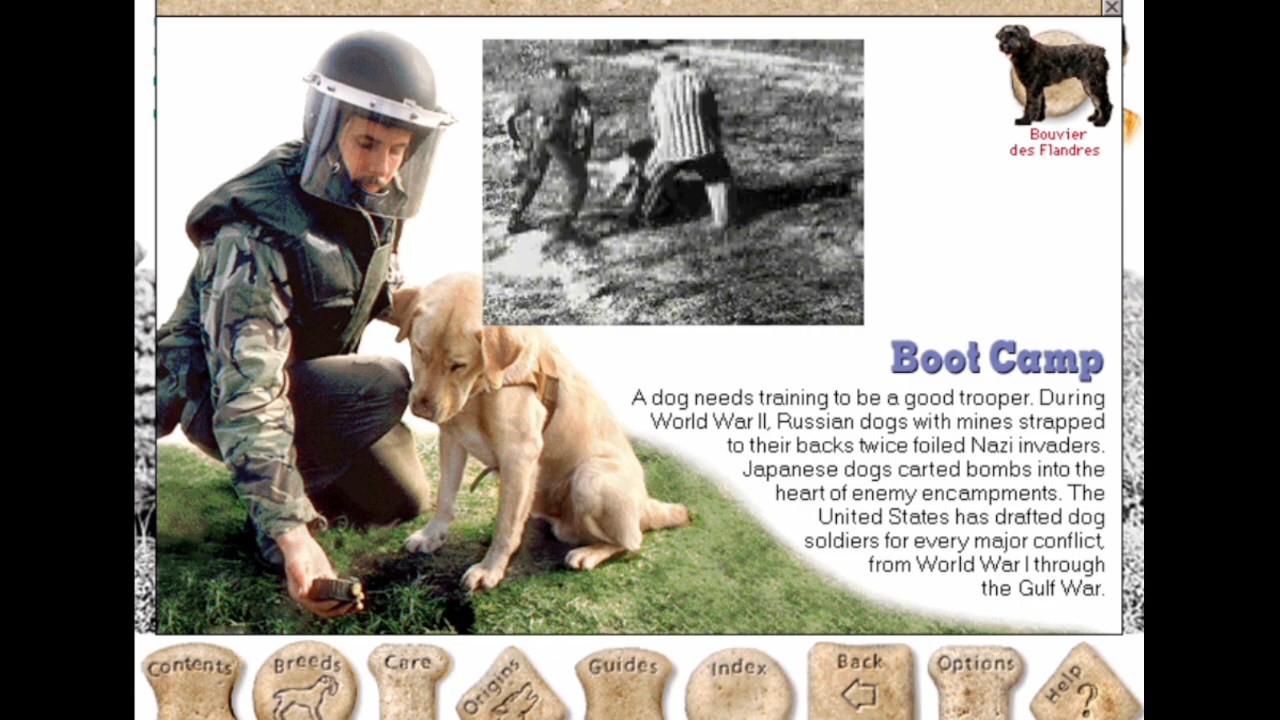 Bouvier
des Flandres
Boot Camp
A dog needs training to be a good trooper. During
World War II, Russian dogs with mines strapped
to their backs twice foiled Nazi invaders.
Japanese dogs carted bombs into the
heart of enemy encampments. The
United States has drafted dog
soldiers for every major conflict,
from World War I through
the Gulf War.
Contents
Breeds
Care
Origins
Guides
Index
Back
Options
Help
?